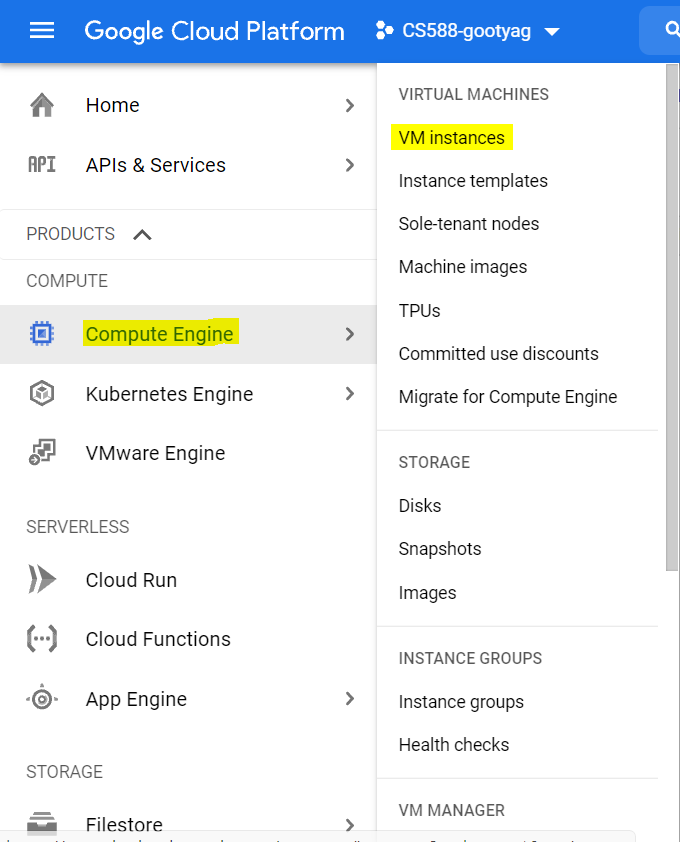 Google Cloud Platform CS588-gootyag
Home
API APIs & Services
PRODUCTS
COMPUTE
Compute Engine
Kubernetes Engine
VMware Engine
SERVERLESS
Cloud Run
Cloud Functions
App Engine
STORAGE
Filestore
VIRTUAL MACHINES
VM instances
Instance templates
Sole-tenant nodes
Machine images
TPUs
Committed use discounts
Migrate for Compute Engine
STORAGE
Disks
Snapshots
Images
INSTANCE GROUPS
Instance groups
Health checks
VM MANAGER